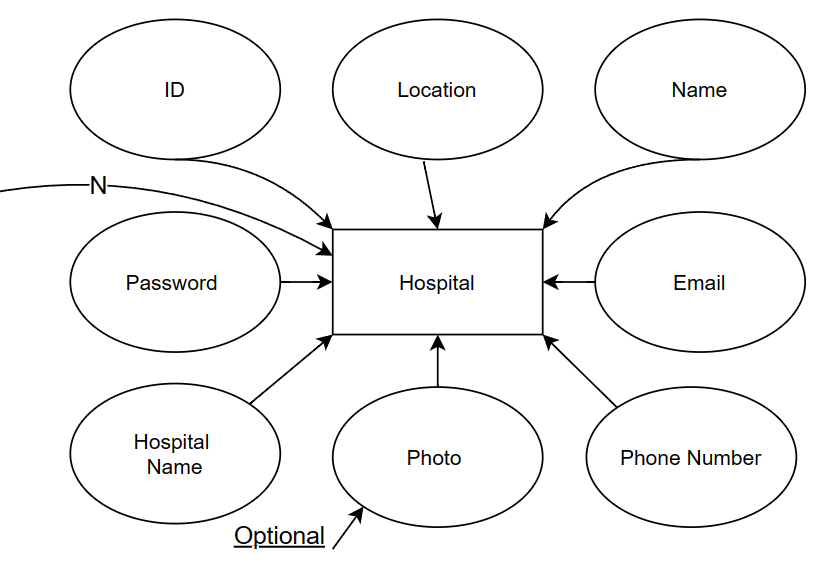 ID
Location
Name
N
Password
Hospital
Email
Hospital
Name
Photo
Phone Number
Optional